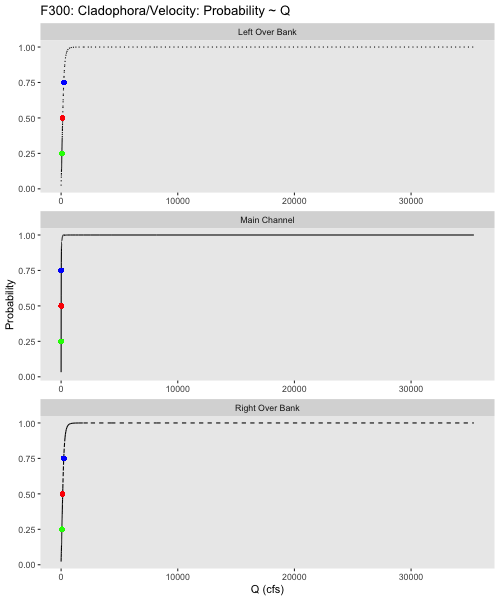 F300: Cladophora/Velocity: Probability ~ Q
Left Over Bank
1.00
0.75
0.50
0.25
0.00
0 10000 20000 30000
Main Channel
1.00
0.75
0.50
0.25
0.00
0 10000 20000 30000
Probability
Right Over Bank
1.00
0.75
0.50
0.25
0.00
0 10000 20000 30000
Q (cfs)